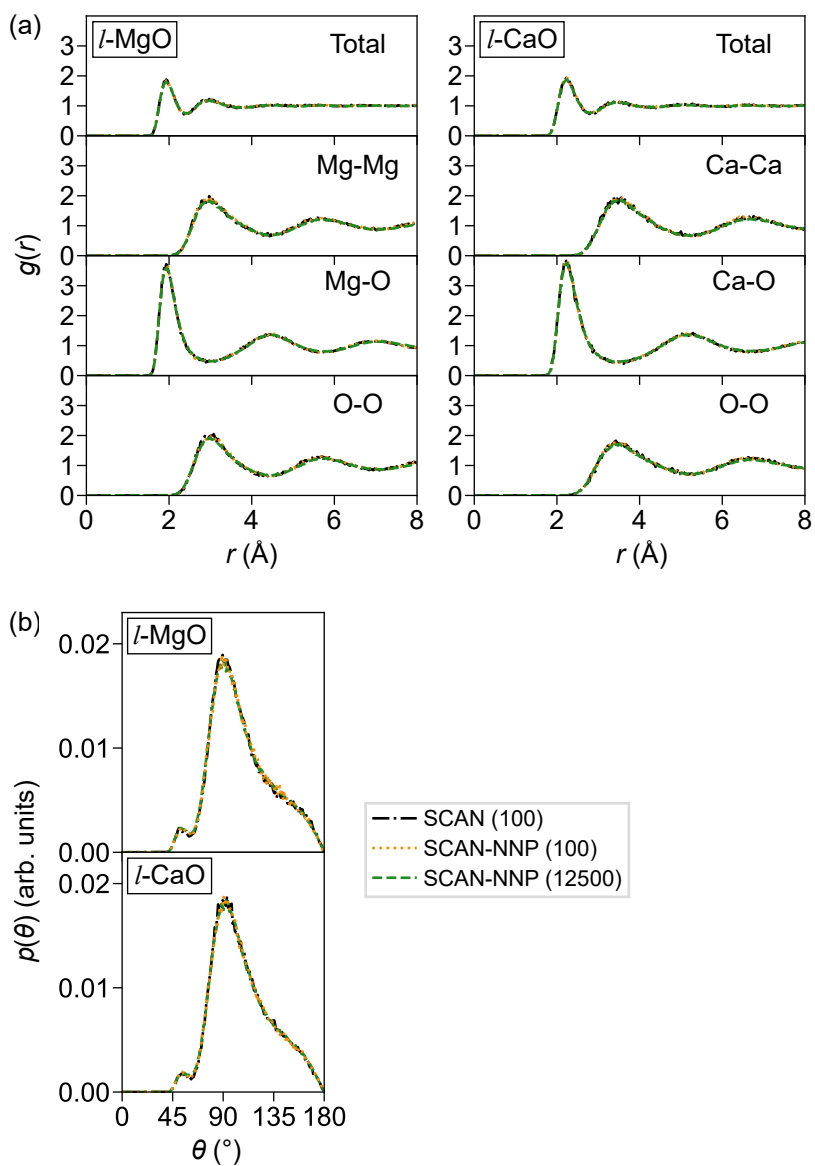 (a)
l-MgO Total
3
2
1
0
Mg-Mg
3
2
1
0
Mg-O
3
2
1
0
O-O
3
2
1
0
0 2 4 6 8
r (Å)
g(r)
l-CaO Total
3
2
1
0
Ca-Ca
3
2
1
0
Ca-O
3
2
1
0
O-O
3
2
1
0
0 2 4 6 8
r (Å)
(b)
l-MgO
0.02
0.01
0.00
l-CaO
0.02
0.01
0.00
0 45 90 135 180
θ (°)
p(θ) (arb. units)
SCAN (100)
SCAN-NNP (100)
SCAN-NNP (12500)